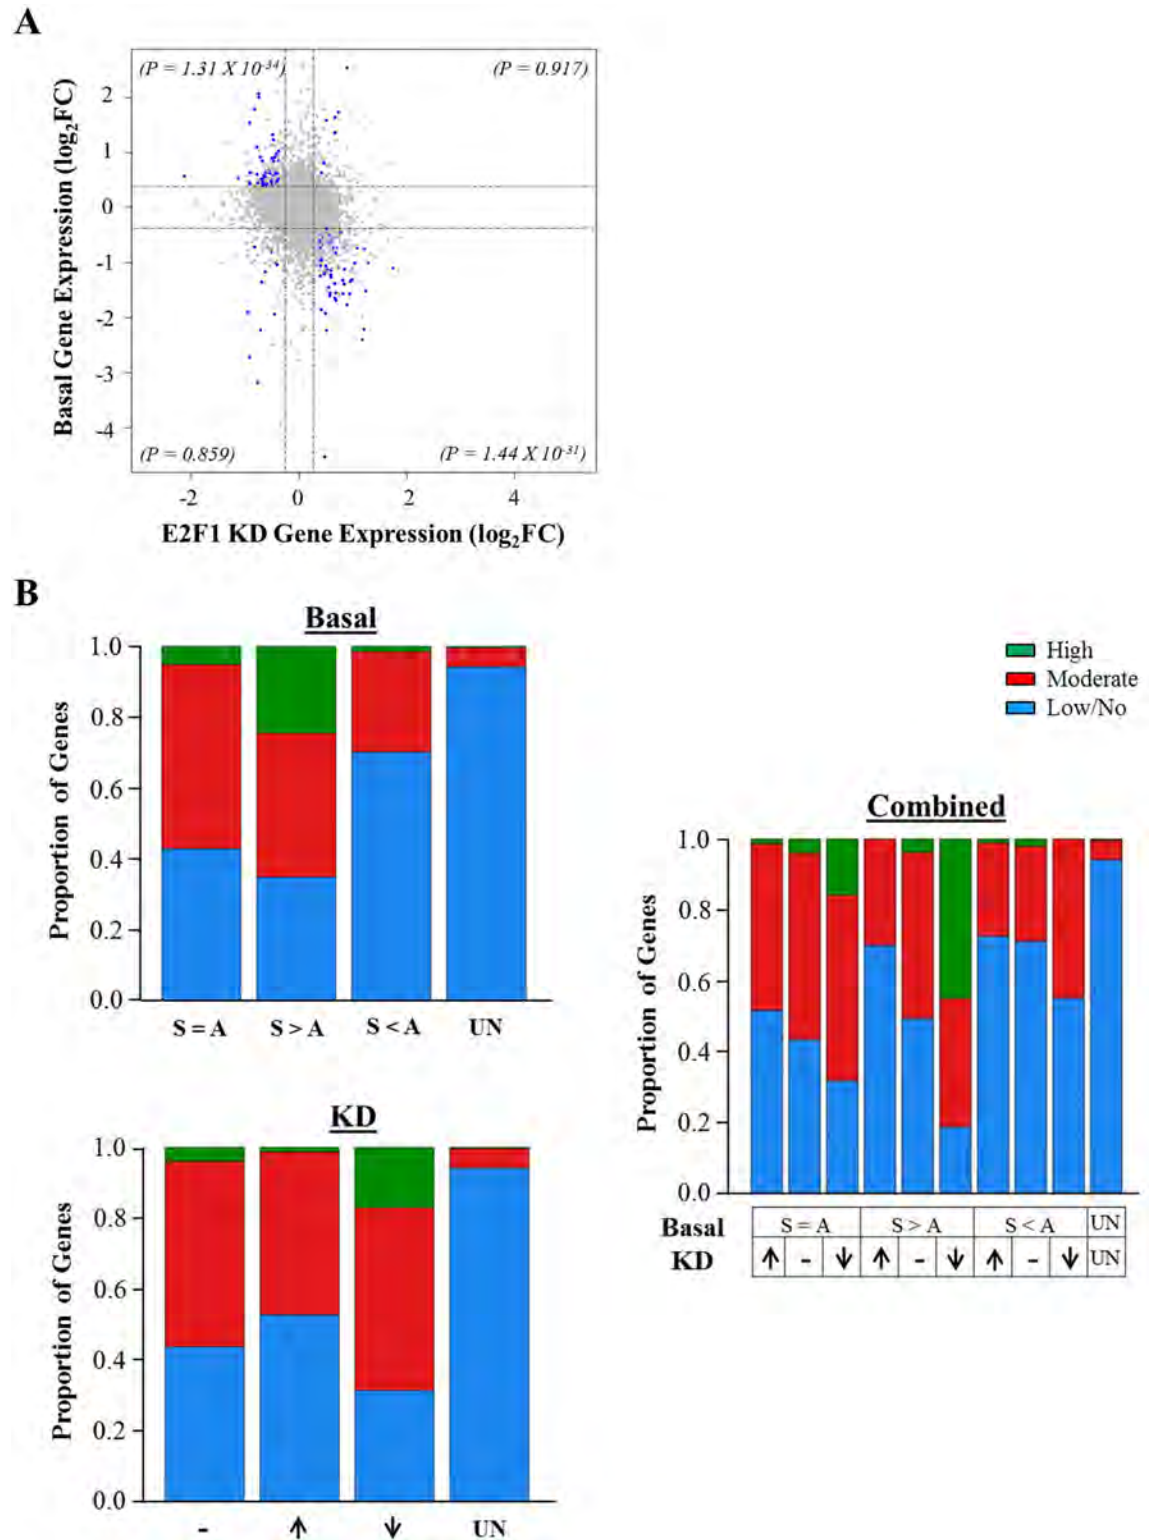 A
(P = 1.31 X 10⁻³⁴)
(P = 0.917)
Basal Gene Expression (log₂FC)
2
1
0
-1
-2
-3
-4
(P = 0.859)
(P = 1.44 X 10⁻³¹)
-2 0 2 4
E2F1 KD Gene Expression (log₂FC)
B
Basal
Proportion of Genes
1.0
0.8
0.6
0.4
0.2
0.0
S = A S > A S < A UN
High
Moderate
Low/No
Combined
Proportion of Genes
1.0
0.8
0.6
0.4
0.2
0.0
Basal S = A S > A S < A UN
KD ↑ - ↓ ↑ - ↓ ↑ - ↓ UN
KD
Proportion of Genes
1.0
0.8
0.6
0.4
0.2
0.0
- ↑ ↓ UN